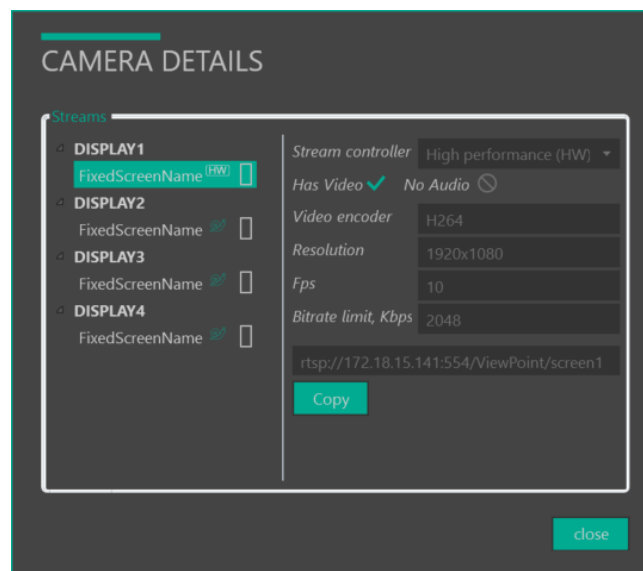 CAMERA DETAILS
Streams
DISPLAY1
FixedScreenName HW
DISPLAY2
FixedScreenName
DISPLAY3
FixedScreenName
DISPLAY4
FixedScreenName
Stream controller High performance (HW)
Has Video No Audio
Video encoder H264
Resolution 1920x1080
Fps 10
Bitrate limit, Kbps 2048
rtsp://172.18.15.141:554/ViewPoint/screen1
Copy
close